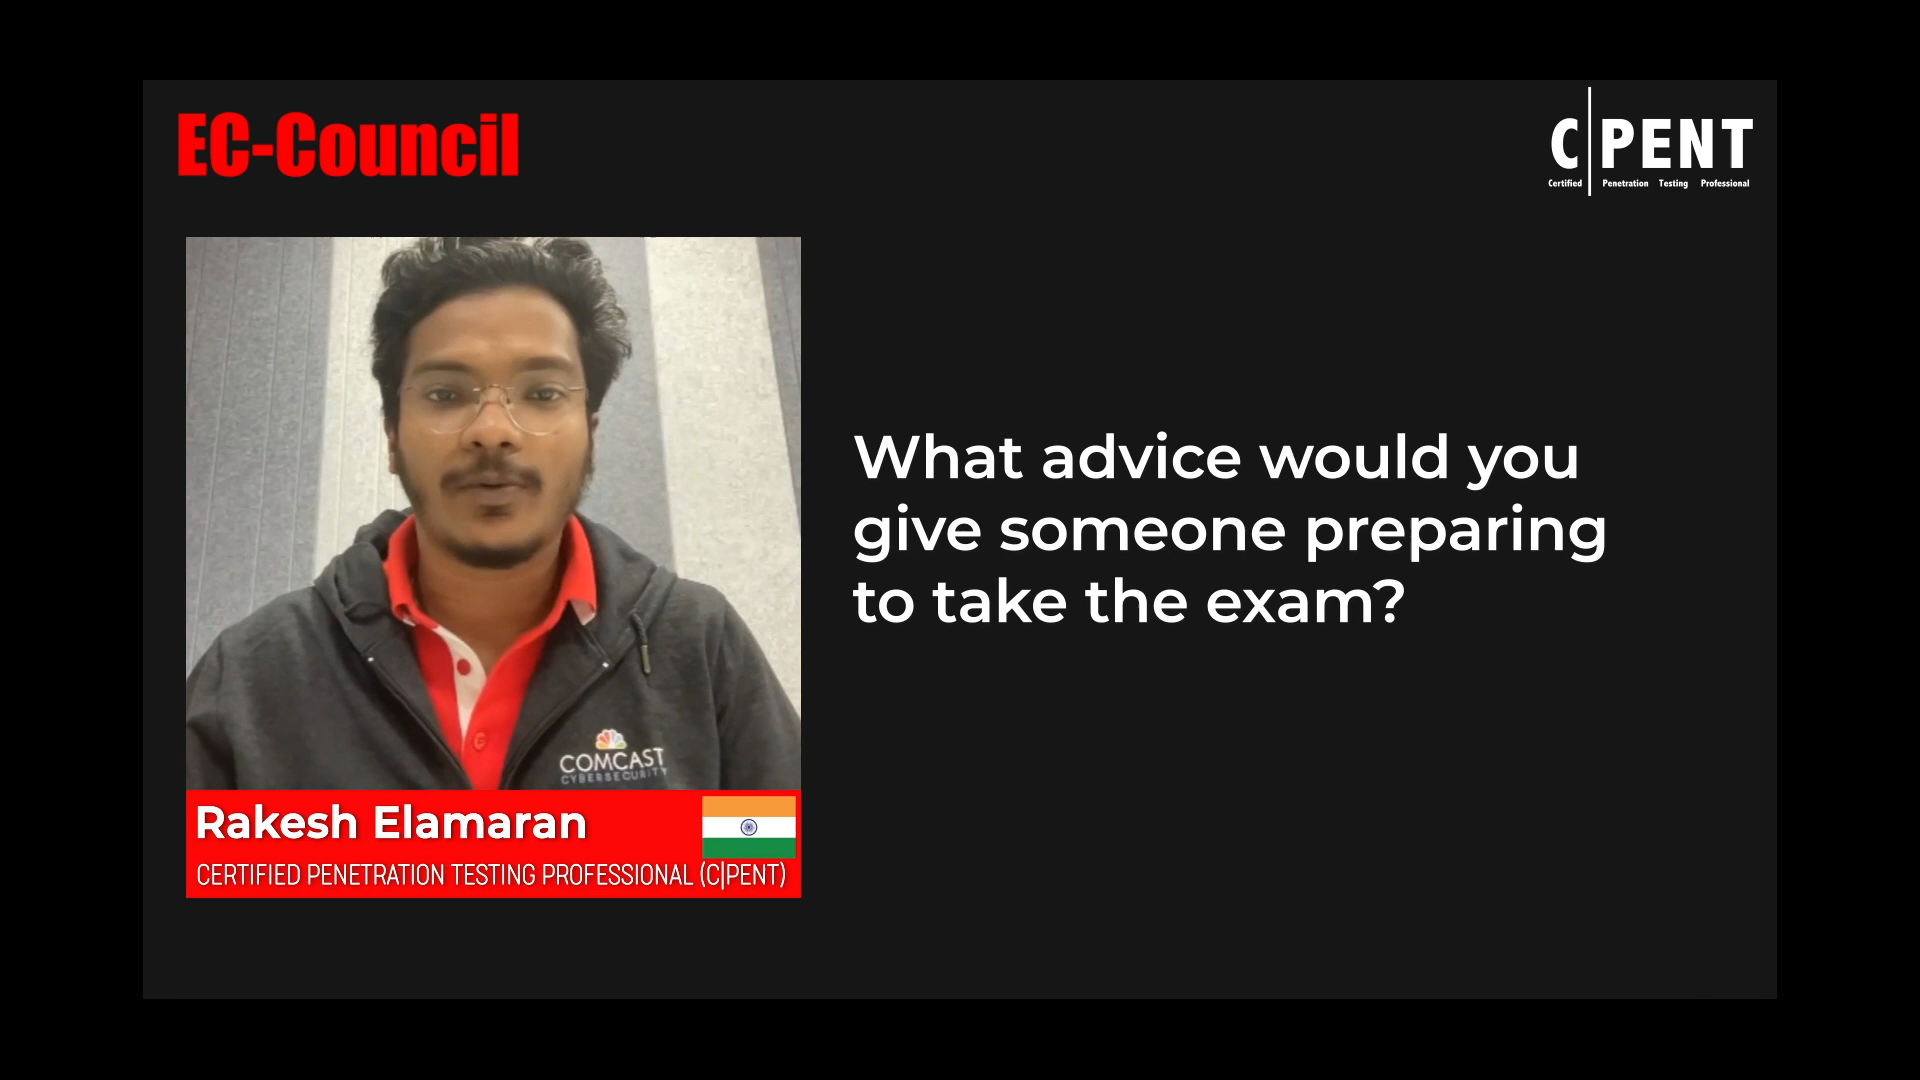 EC-Council
C|PENT
Certified Penetration Testing Professional
What advice would you
give someone preparing
to take the exam?
COMCAST
CYBERSECURITY
Rakesh Elamaran
CERTIFIED PENETRATION TESTING PROFESSIONAL (C|PENT)